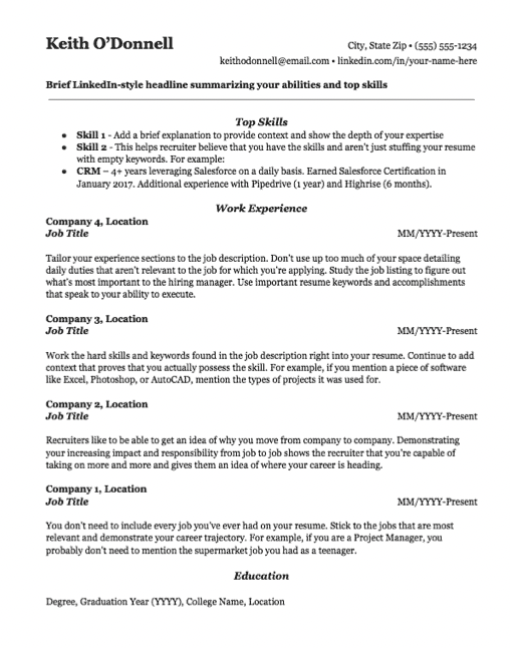 Keith O'Donnell
City, State Zip • (555) 555-1234
keithodonnell@email.com • linkedin.com/in/your-name-here
Brief LinkedIn-style headline summarizing your abilities and top skills
Top Skills
● Skill 1 - Add a brief explanation to provide context and show the depth of your expertise
● Skill 2 - This helps recruiter believe that you have the skills and aren't just stuffing your resume
with empty keywords. For example:
● CRM – 4+ years leveraging Salesforce on a daily basis. Earned Salesforce Certification in
January 2017. Additional experience with Pipedrive (1 year) and Highrise (6 months).
Work Experience
Company 4, Location
Job Title MM/YYYY-Present
Tailor your experience sections to the job description. Don't use up too much of your space detailing
daily duties that aren't relevant to the job for which you're applying. Study the job listing to figure out
what's most important to the hiring manager. Use important resume keywords and accomplishments
that speak to your ability to execute.
Company 3, Location
Job Title MM/YYYY-Present
Work the hard skills and keywords found in the job description right into your resume. Continue to add
context that proves that you actually possess the skill. For example, if you mention a piece of software
like Excel, Photoshop, or AutoCAD, mention the types of projects it was used for.
Company 2, Location
Job Title MM/YYYY-Present
Recruiters like to be able to get an idea of why you move from company to company. Demonstrating
your increasing impact and responsibility from job to job shows the recruiter that you're capable of
taking on more and more and gives them an idea of where your career is heading.
Company 1, Location
Job Title MM/YYYY-Present
You don't need to include every job you've ever had on your resume. Stick to the jobs that are most
relevant and demonstrate your career trajectory. For example, if you are a Project Manager, you
probably don't need to mention the supermarket job you had as a teenager.
Education
Degree, Graduation Year (YYYY), College Name, Location